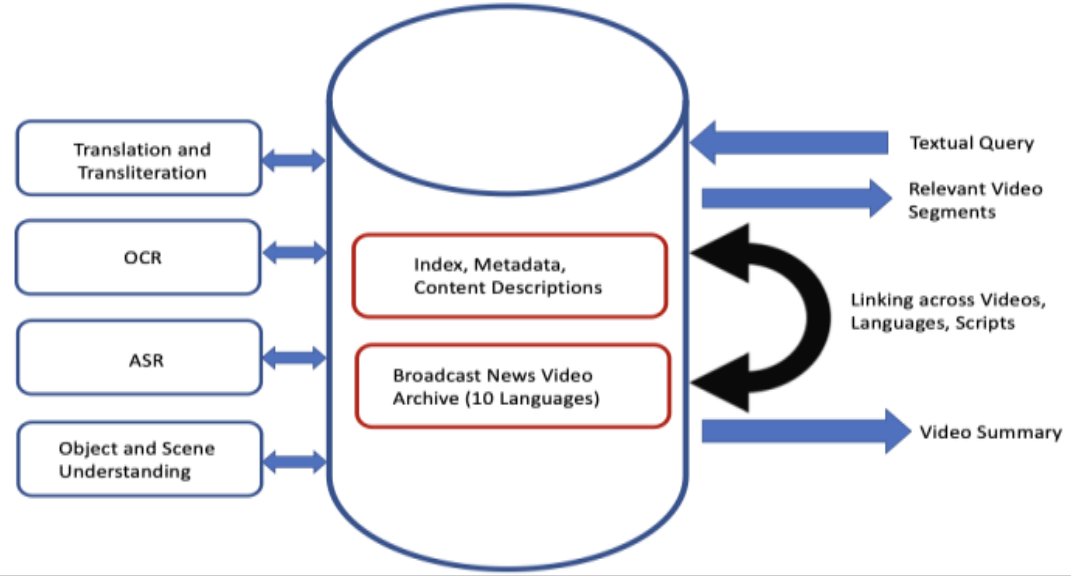 Translation and
Transliteration
OCR
ASR
Object and Scene
Understanding
Index, Metadata,
Content Descriptions
Broadcast News Video
Archive (10 Languages)
Textual Query
Relevant Video
Segments
Linking across Videos,
Languages, Scripts
Video Summary